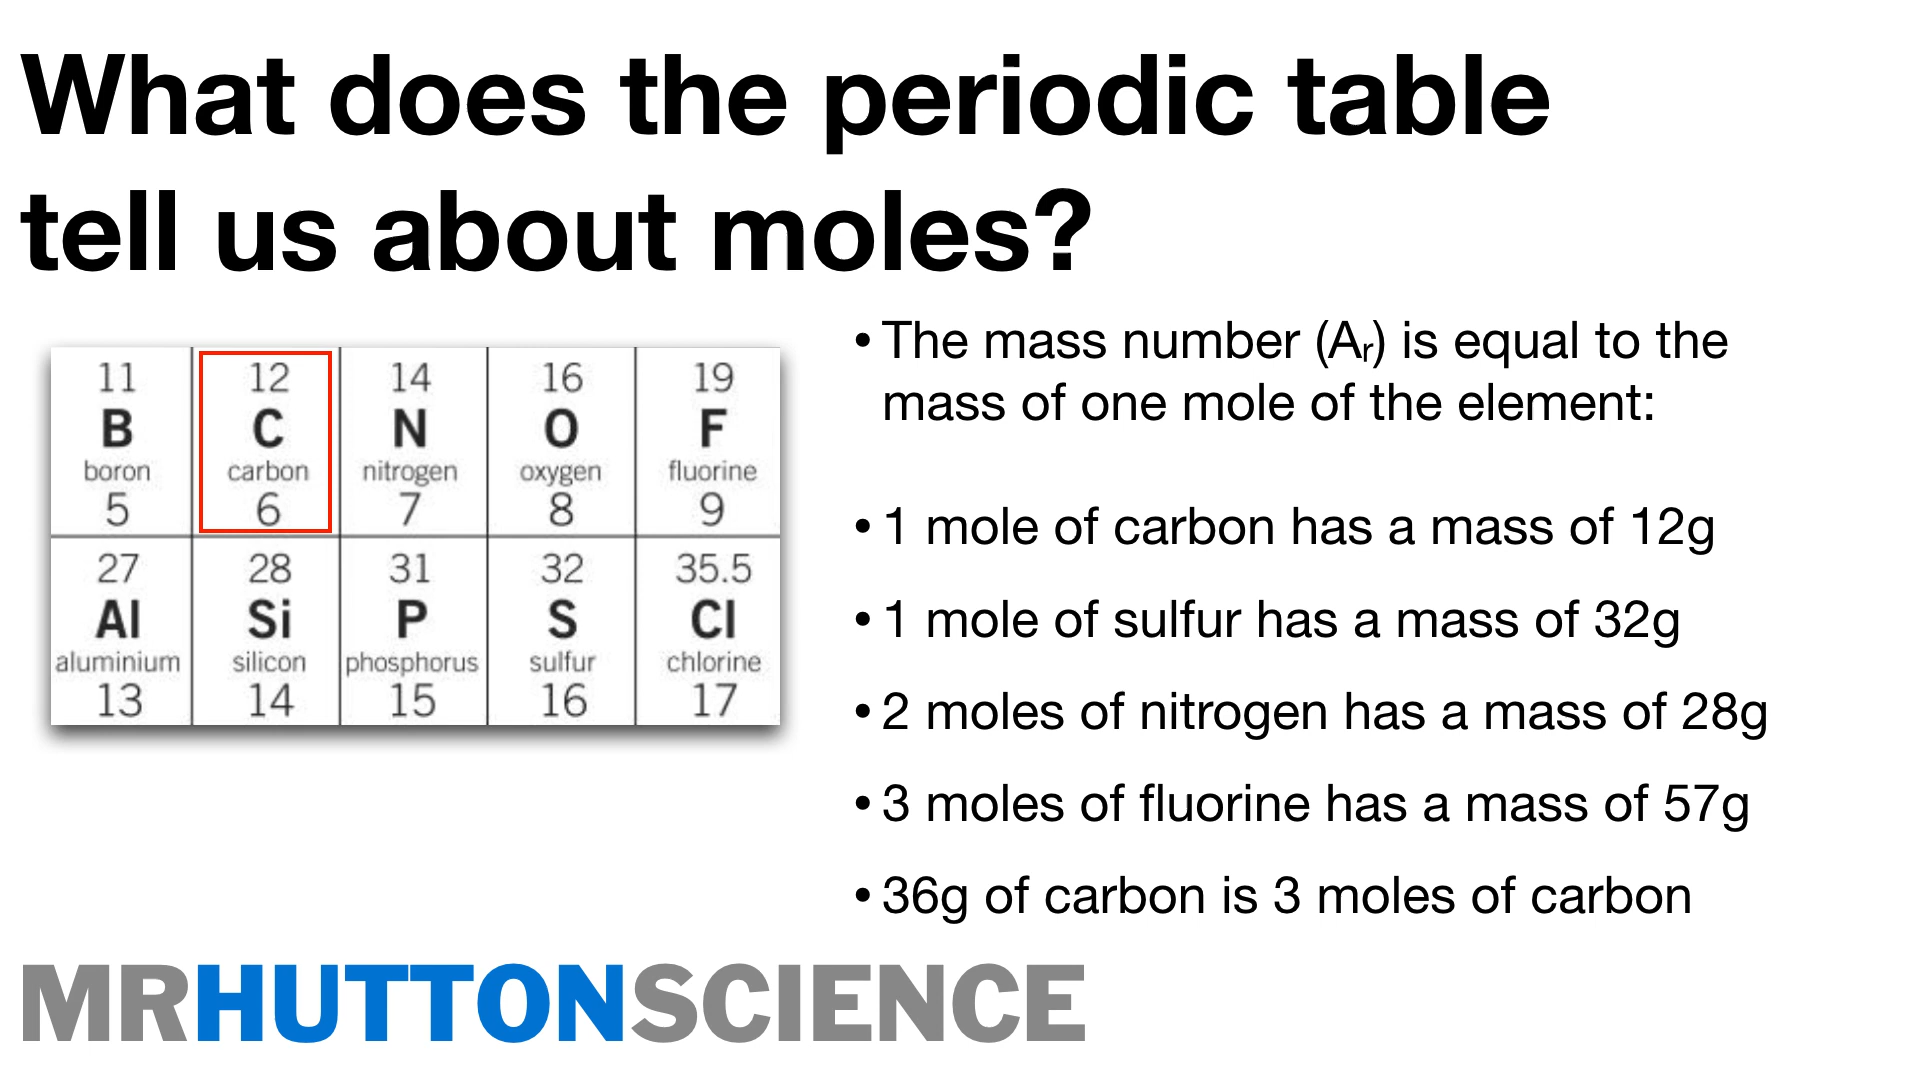 What does the periodic table
tell us about moles?
11 12 14 16 19
B C N O F
boron carbon nitrogen oxygen fluorine
5 6 7 8 9
27 28 31 32 35.5
Al Si P S Cl
aluminium silicon phosphorus sulfur chlorine
13 14 15 16 17
• The mass number (Ar) is equal to the
mass of one mole of the element:
• 1 mole of carbon has a mass of 12g
• 1 mole of sulfur has a mass of 32g
• 2 moles of nitrogen has a mass of 28g
• 3 moles of fluorine has a mass of 57g
• 36g of carbon is 3 moles of carbon
MRHUTTONSCIENCE